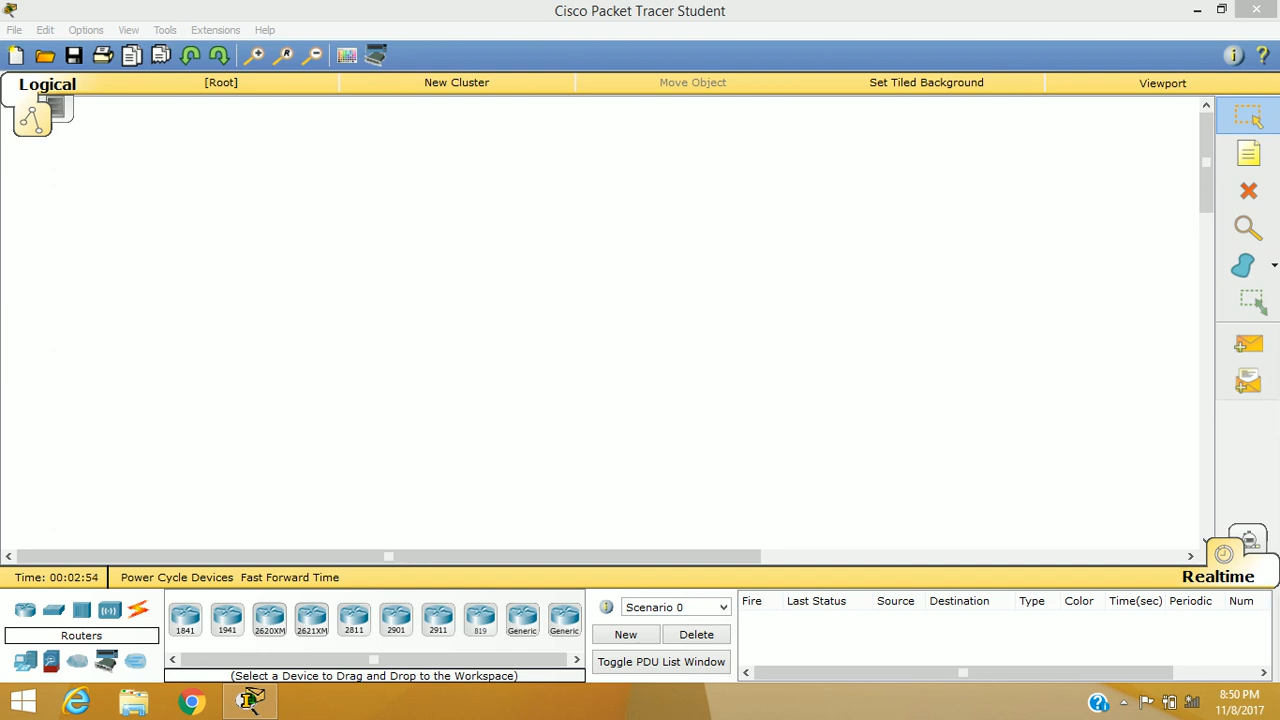 Cisco Packet Tracer Student
File Edit Options View Tools Extensions Help
Logical [Root] New Cluster Move Object Set Tiled Background Viewport
Time: 00:02:54 Power Cycle Devices Fast Forward Time
Realtime
Routers
1841 1941 2620XM 2621XM 2811 2901 2911 819 Generic Generic
(Select a Device to Drag and Drop to the Workspace)
Scenario 0
New Delete
Toggle PDU List Window
Fire Last Status Source Destination Type Color Time(sec) Periodic Num
8:50 PM
11/8/2017